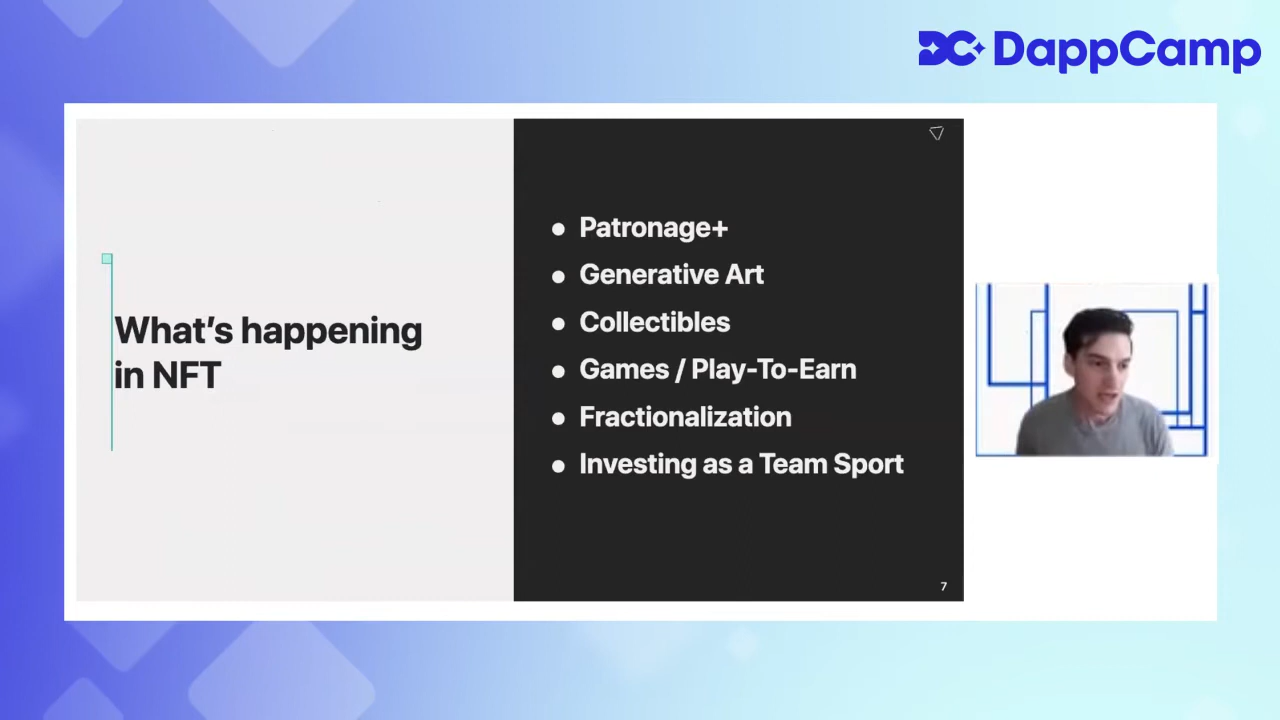 DappCamp
What's happening
in NFT
• Patronage+
• Generative Art
• Collectibles
• Games / Play-To-Earn
• Fractionalization
• Investing as a Team Sport
7